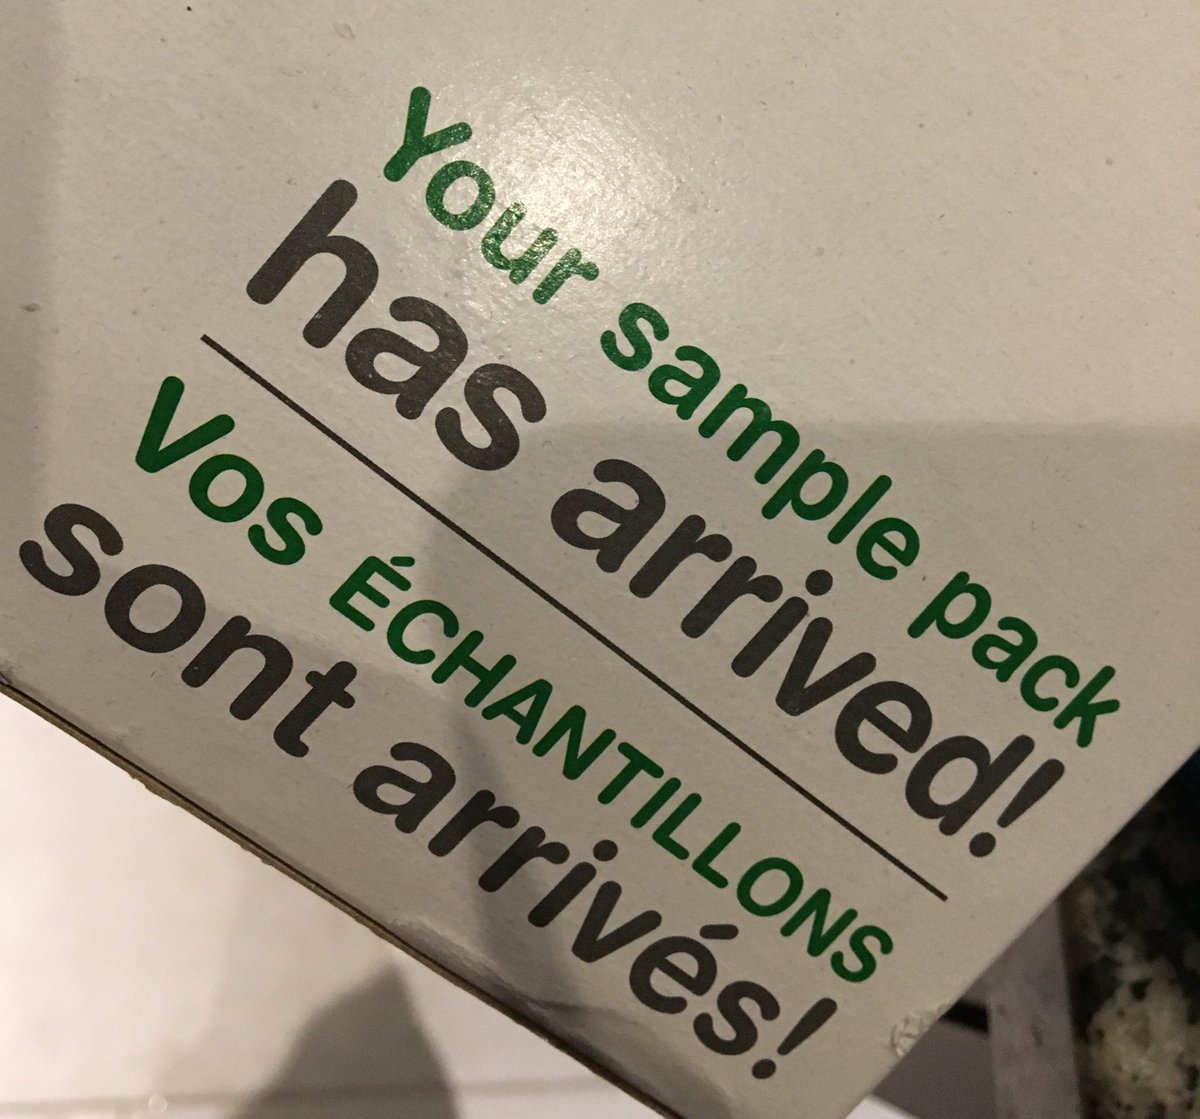 Your sample pack
has arrived!
Vos ÉCHANTILLONS
sont arrivés!